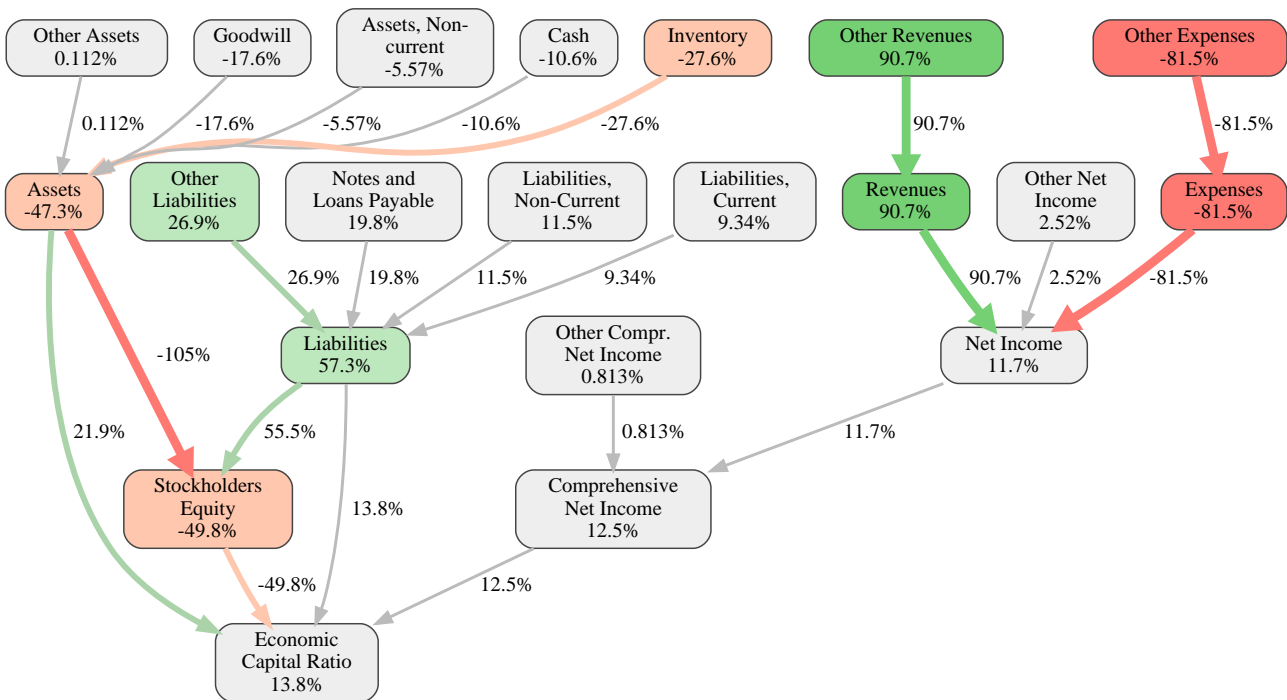 Other Assets
0.112%
Goodwill
-17.6%
Assets, Non-
current
-5.57%
Cash
-10.6%
Inventory
-27.6%
Other Revenues
90.7%
Other Expenses
-81.5%
0.112%
-17.6%
-5.57%
-10.6%
-27.6%
90.7%
-81.5%
Assets
-47.3%
Other
Liabilities
26.9%
Notes and
Loans Payable
19.8%
Liabilities,
Non-Current
11.5%
Liabilities,
Current
9.34%
Revenues
90.7%
Other Net
Income
2.52%
Expenses
-81.5%
26.9%
19.8%
11.5%
9.34%
90.7%
2.52%
-81.5%
-105%
Liabilities
57.3%
Other Compr.
Net Income
0.813%
Net Income
11.7%
21.9%
55.5%
0.813%
11.7%
Stockholders
Equity
-49.8%
13.8%
Comprehensive
Net Income
12.5%
-49.8%
12.5%
Economic
Capital Ratio
13.8%